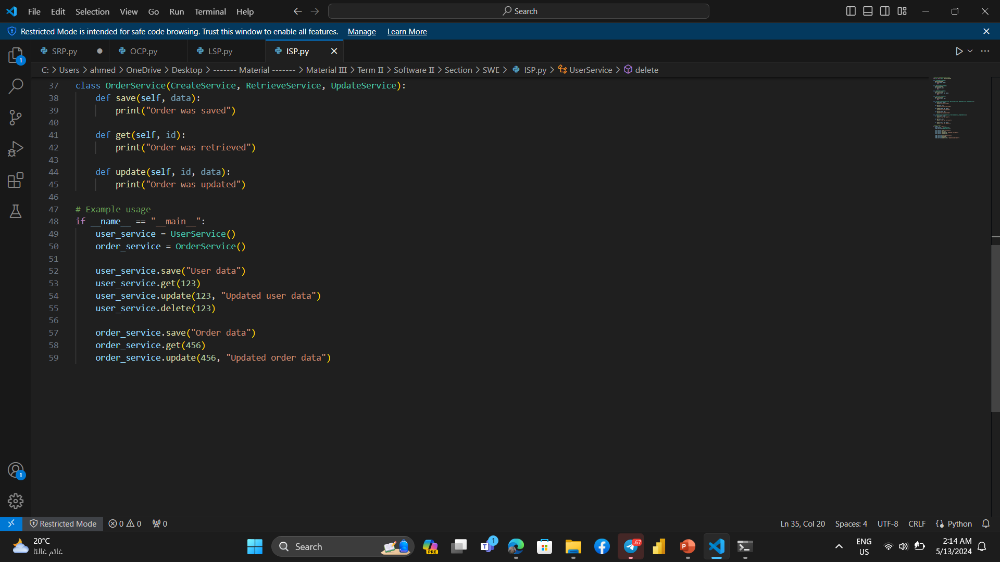 File Edit Selection View Go Run Terminal Help
Search
Restricted Mode is intended for safe code browsing. Trust this window to enable all features. Manage Learn More
SRP.py OCP.py LSP.py ISP.py
C: > Users > ahmed > OneDrive > Desktop > ------- Material ------- > Material III > Term II > Software II > Section > SWE > ISP.py > UserService > delete
37 class OrderService(CreateService, RetrieveService, UpdateService):
38 def save(self, data):
39 print("Order was saved")
40
41 def get(self, id):
42 print("Order was retrieved")
43
44 def update(self, id, data):
45 print("Order was updated")
46
47 # Example usage
48 if __name__ == "__main__":
49 user_service = UserService()
50 order_service = OrderService()
51
52 user_service.save("User data")
53 user_service.get(123)
54 user_service.update(123, "Updated user data")
55 user_service.delete(123)
56
57 order_service.save("Order data")
58 order_service.get(456)
59 order_service.update(456, "Updated order data")
1
1
Restricted Mode 0 0 0
Ln 35, Col 20 Spaces: 4 UTF-8 CRLF Python
20°C
غائم غالبًا
Search
PRE
1
.67
ENG
US
2:14 AM
5/13/2024